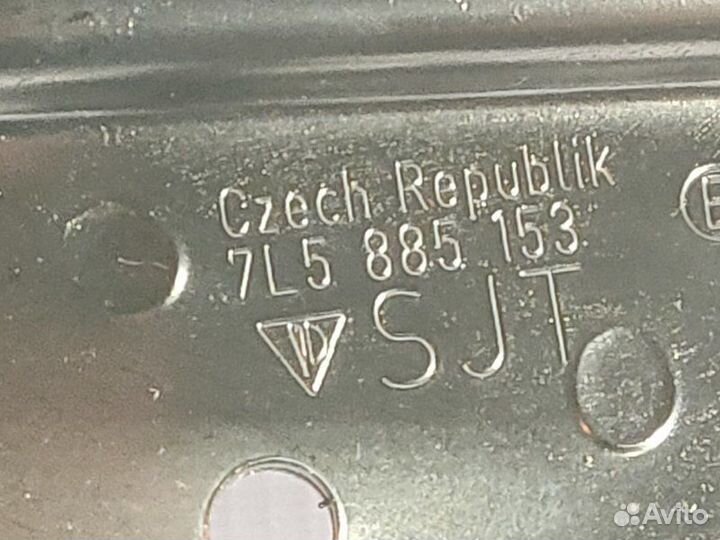 Czech Republik
7L5 885 153
SJT
E
Avito